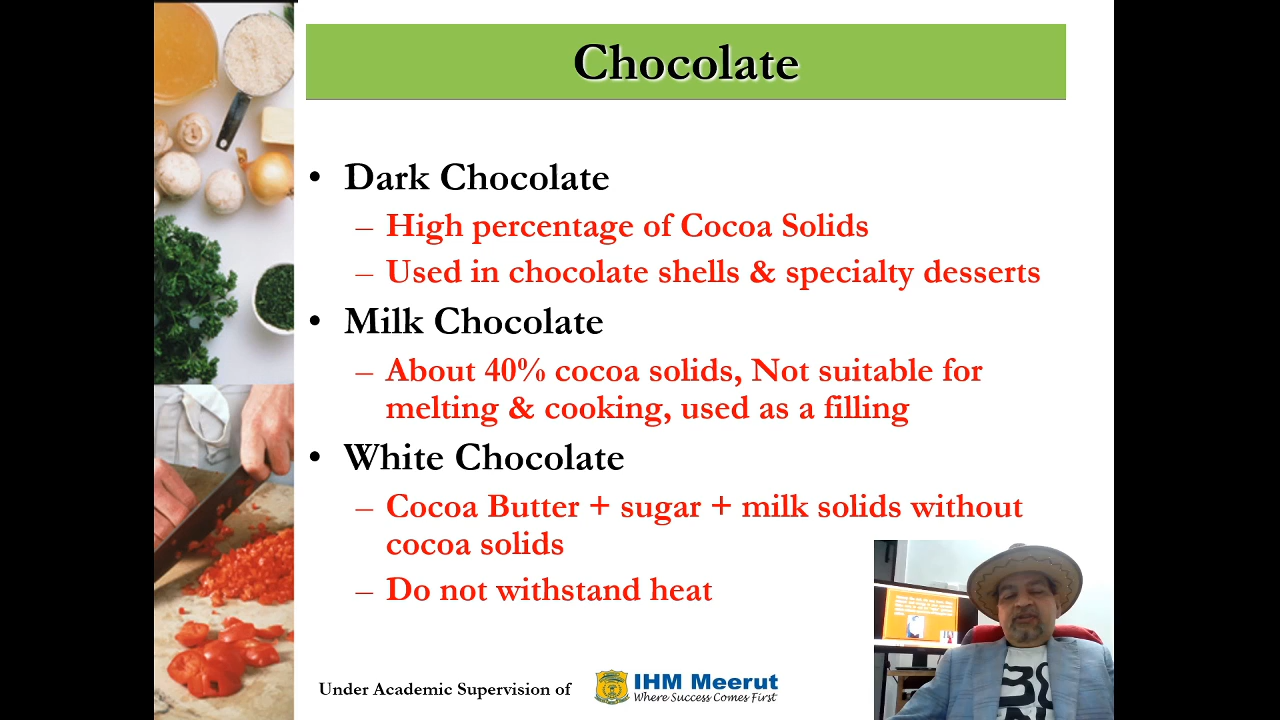 Chocolate
• Dark Chocolate
– High percentage of Cocoa Solids
– Used in chocolate shells & specialty desserts
• Milk Chocolate
– About 40% cocoa solids, Not suitable for
melting & cooking, used as a filling
• White Chocolate
– Cocoa Butter + sugar + milk solids without
cocoa solids
– Do not withstand heat
Under Academic Supervision of
IHM Meerut
Where Success Comes First